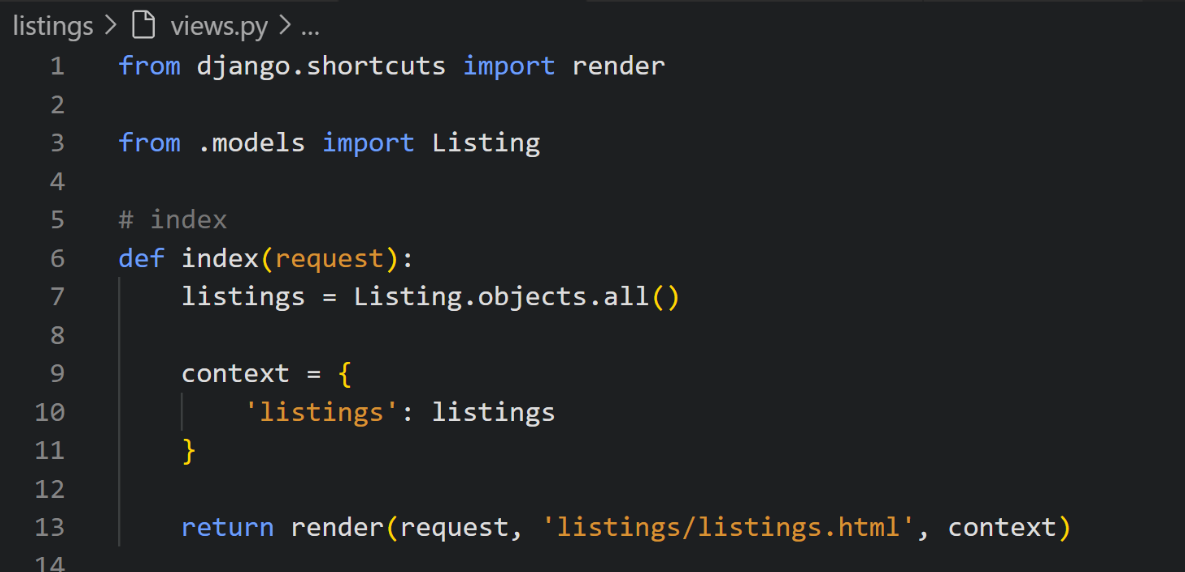 listings > views.py > ...
1 from django.shortcuts import render
2
3 from .models import Listing
4
5 # index
6 def index(request):
7     listings = Listing.objects.all()
8
9     context = {
10         'listings': listings
11     }
12
13     return render(request, 'listings/listings.html', context)
14